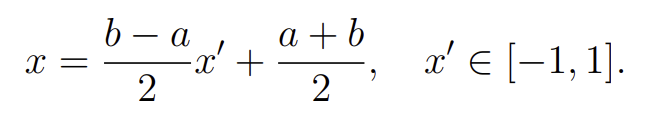 x = \frac{b - a}{2} x' + \frac{a + b}{2}, \quad x' \in [-1, 1].